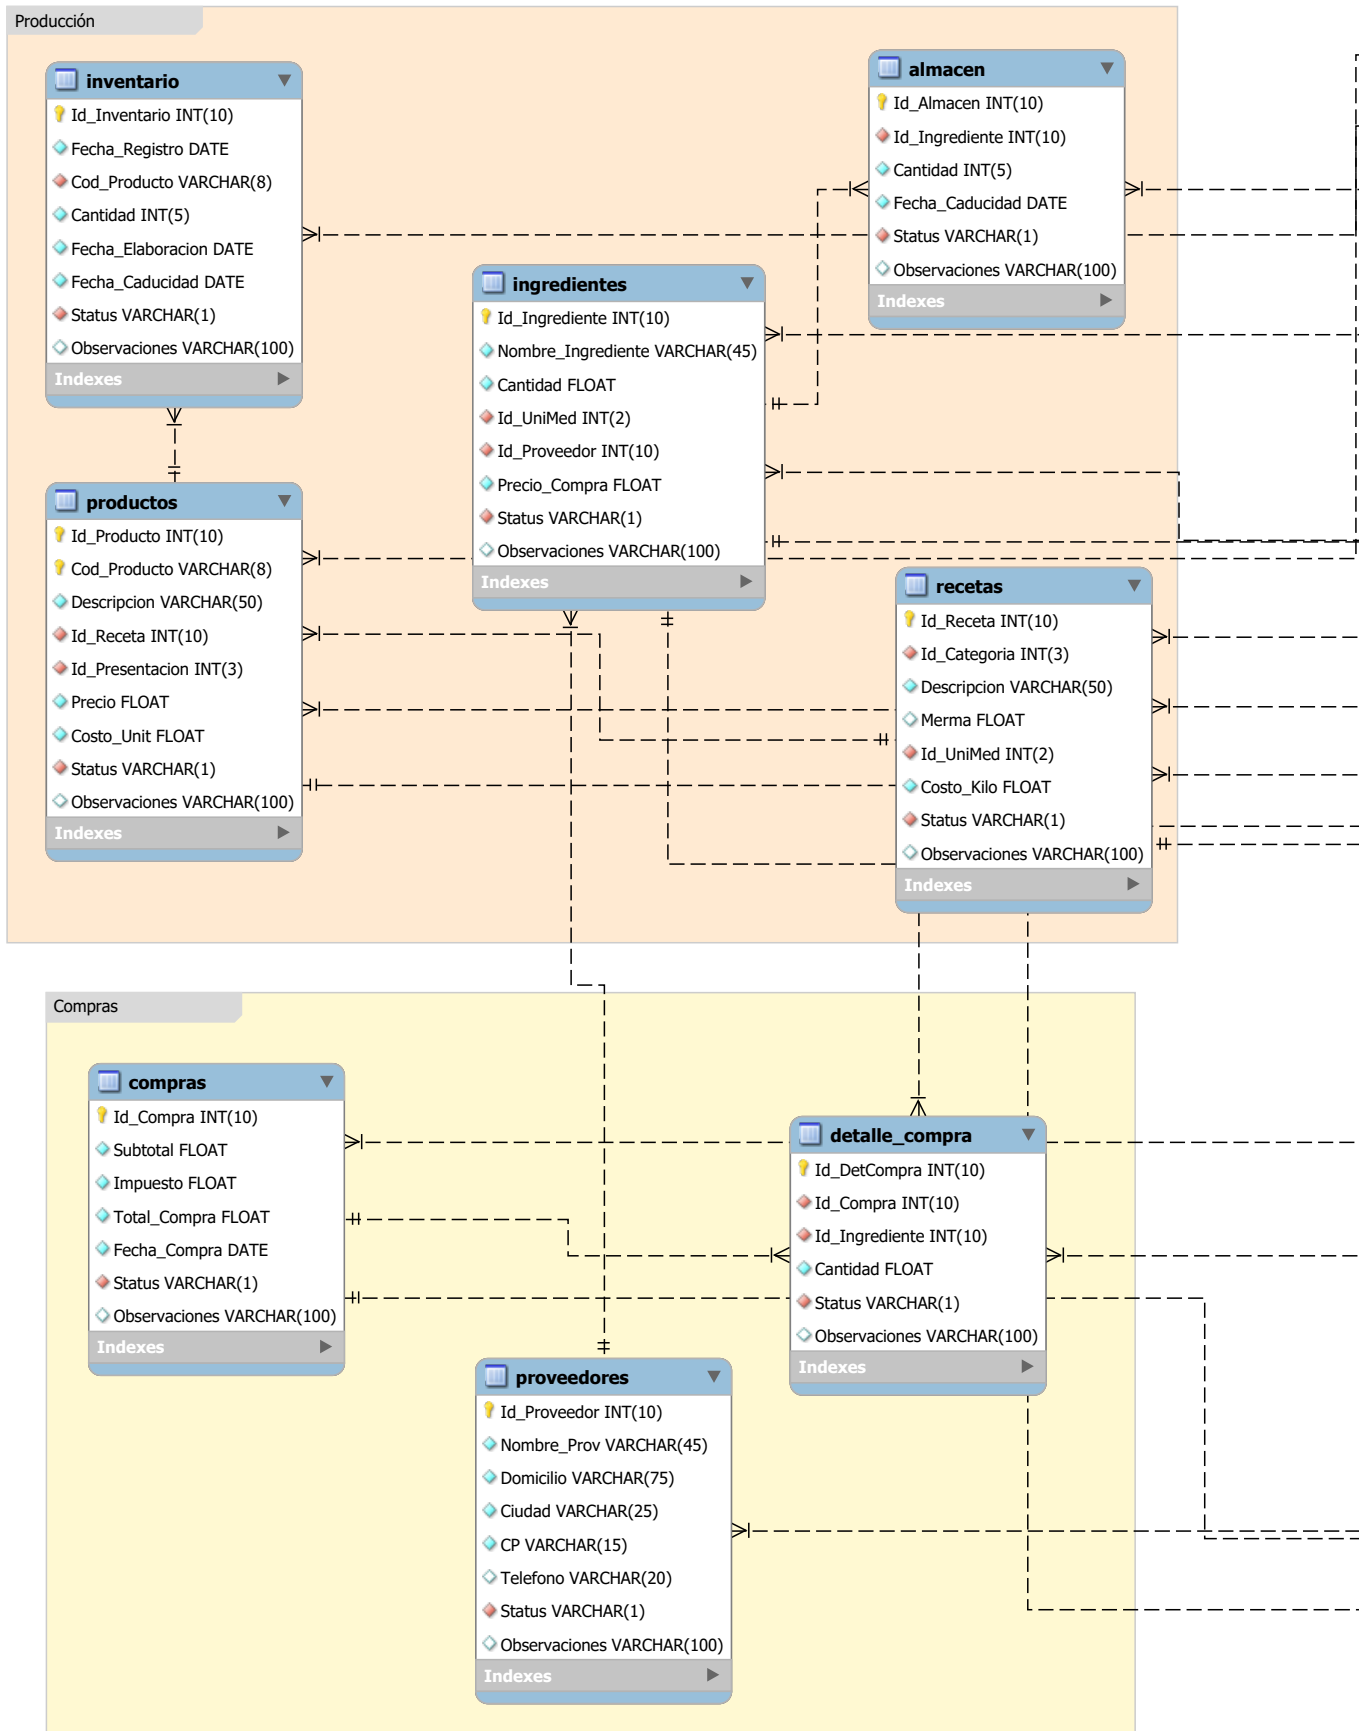 Producción
inventario
Id_Inventario INT(10)
Fecha_Registro DATE
Cod_Producto VARCHAR(8)
Cantidad INT(5)
Fecha_Elaboracion DATE
Fecha_Caducidad DATE
Status VARCHAR(1)
Observaciones VARCHAR(100)
Indexes
almacen
Id_Almacen INT(10)
Id_Ingrediente INT(10)
Cantidad INT(5)
Fecha_Caducidad DATE
Status VARCHAR(1)
Observaciones VARCHAR(100)
Indexes
ingredientes
Id_Ingrediente INT(10)
Nombre_Ingrediente VARCHAR(45)
Cantidad FLOAT
Id_UniMed INT(2)
Id_Proveedor INT(10)
Precio_Compra FLOAT
Status VARCHAR(1)
Observaciones VARCHAR(100)
Indexes
productos
Id_Producto INT(10)
Cod_Producto VARCHAR(8)
Descripcion VARCHAR(50)
Id_Receta INT(10)
Id_Presentacion INT(3)
Precio FLOAT
Costo_Unit FLOAT
Status VARCHAR(1)
Observaciones VARCHAR(100)
Indexes
recetas
Id_Receta INT(10)
Id_Categoria INT(3)
Descripcion VARCHAR(50)
Merma FLOAT
Id_UniMed INT(2)
Costo_Kilo FLOAT
Status VARCHAR(1)
Observaciones VARCHAR(100)
Indexes
Compras
compras
Id_Compra INT(10)
Subtotal FLOAT
Impuesto FLOAT
Total_Compra FLOAT
Fecha_Compra DATE
Status VARCHAR(1)
Observaciones VARCHAR(100)
Indexes
detalle_compra
Id_DetCompra INT(10)
Id_Compra INT(10)
Id_Ingrediente INT(10)
Cantidad FLOAT
Status VARCHAR(1)
Observaciones VARCHAR(100)
Indexes
proveedores
Id_Proveedor INT(10)
Nombre_Prov VARCHAR(45)
Domicilio VARCHAR(75)
Ciudad VARCHAR(25)
CP VARCHAR(15)
Telefono VARCHAR(20)
Status VARCHAR(1)
Observaciones VARCHAR(100)
Indexes